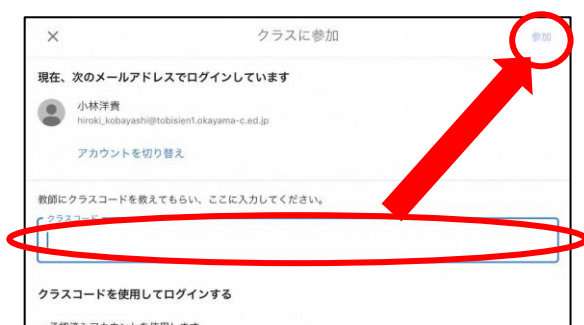 × クラスに参加 参加
現在、次のメールアドレスでログインしています
小林洋貴
hiroki_kobayashi@tobisien1.okayama-c.ed.jp
アカウントを切り替え
教師にクラスコードを教えてもらい、ここに入力してください。
クラスコード
クラスコードを使用してログインする